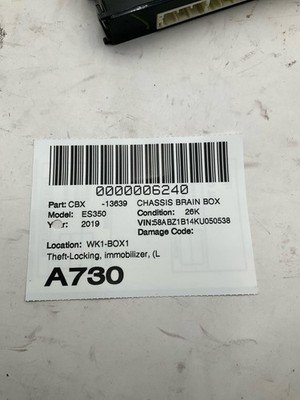 0000006240
Part: CBX -13639 CHASSIS BRAIN BOX
Model: ES350 Condition: 26K
Year: 2019 VIN:58ABZ1B14KU050538
Damage Code:
Location: WK1-BOX1
Theft-Locking, immobilizer, (L
A730